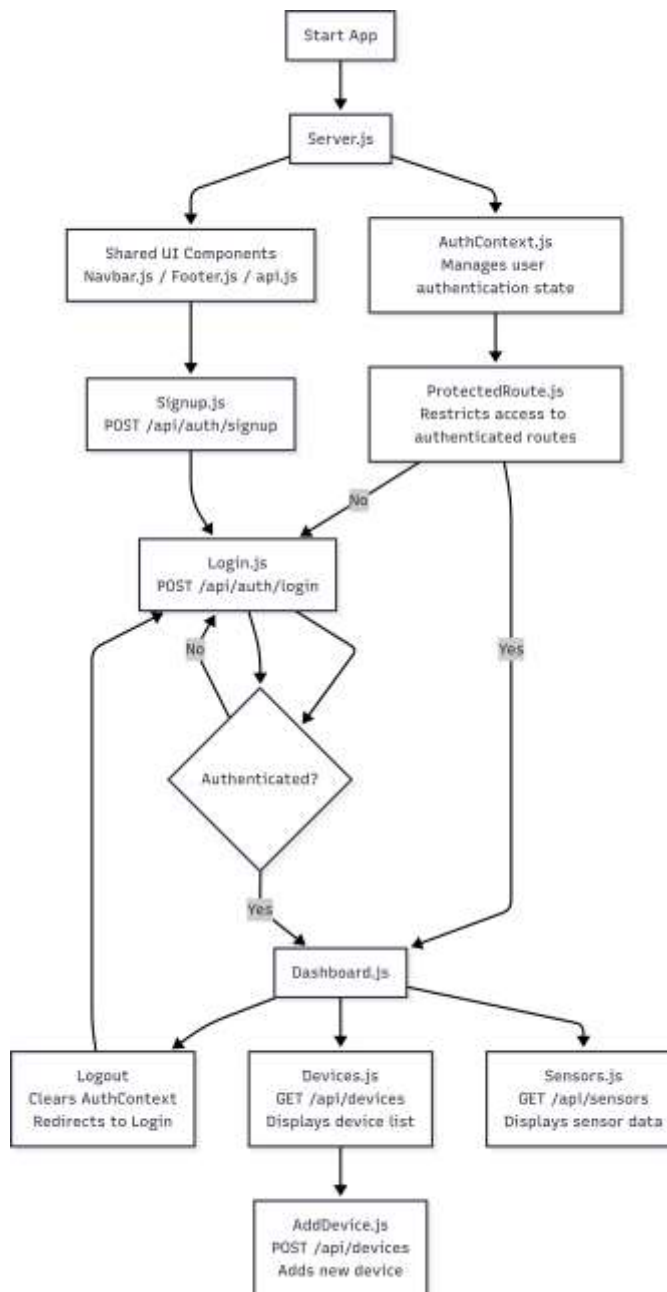 Start App
Server.js
Shared UI Components
Navbar.js / Footer.js / api.js
AuthContext.js
Manages user
authentication state
Signup.js
POST /api/auth/signup
ProtectedRoute.js
Restricts access to
authenticated routes
No
Login.js
POST /api/auth/login
No
Yes
Authenticated?
Yes
Dashboard.js
Logout
Clears AuthContext
Redirects to Login
Devices.js
GET /api/devices
Displays device list
Sensors.js
GET /api/sensors
Displays sensor data
AddDevice.js
POST /api/devices
Adds new device